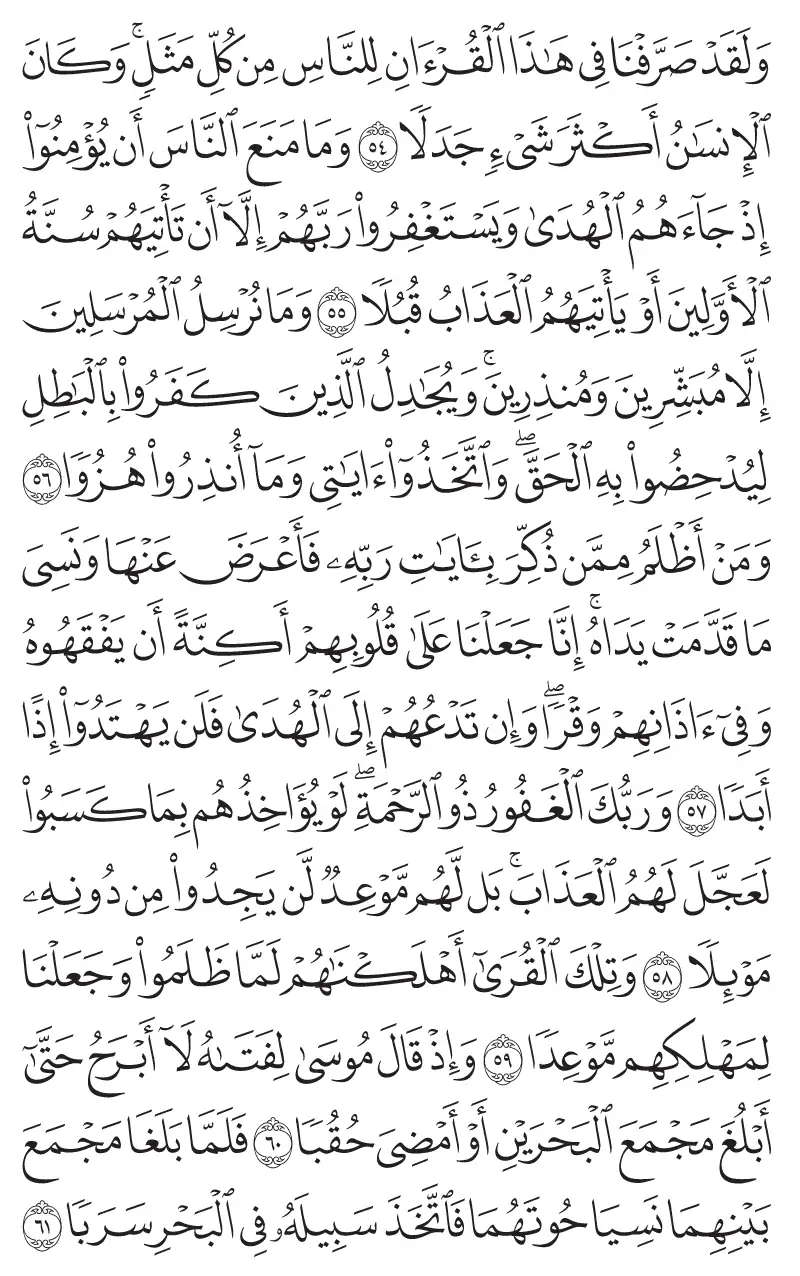 وَلَقَدۡ صَرَّفۡنَا فِي هَٰذَا ٱلۡقُرۡءَانِ لِلنَّاسِ مِن كُلِّ مَثَلٖۚ وَكَانَ
ٱلۡإِنسَٰنُ أَكۡثَرَ شَيۡءٖ جَدَلٗا ٥٤ وَمَا مَنَعَ ٱلنَّاسَ أَن يُؤۡمِنُوٓاْ
إِذۡ جَآءَهُمُ ٱلۡهُدَىٰ وَيَسۡتَغۡفِرُواْ رَبَّهُمۡ إِلَّآ أَن تَأۡتِيَهُمۡ سُنَّةُ
ٱلۡأَوَّلِينَ أَوۡ يَأۡتِيَهُمُ ٱلۡعَذَابُ قُبُلٗا ٥٥ وَمَا نُرۡسِلُ ٱلۡمُرۡسَلِينَ
إِلَّا مُبَشِّرِينَ وَمُنذِرِينَۚ وَيُجَٰدِلُ ٱلَّذِينَ كَفَرُواْ بِٱلۡبَٰطِلِ
لِيُدۡحِضُواْ بِهِ ٱلۡحَقَّۖ وَٱتَّخَذُوٓاْ ءَايَٰتِي وَمَآ أُنذِرُواْ هُزُوٗا ٥٦
وَمَنۡ أَظۡلَمُ مِمَّن ذُكِّرَ بِـَٔايَٰتِ رَبِّهِۦ فَأَعۡرَضَ عَنۡهَا وَنَسِيَ
مَا قَدَّمَتۡ يَدَاهُۚ إِنَّا جَعَلۡنَا عَلَىٰ قُلُوبِهِمۡ أَكِنَّةً أَن يَفۡقَهُوهُ
وَفِيٓ ءَاذَانِهِمۡ وَقۡرٗاۖ وَإِن تَدۡعُهُمۡ إِلَى ٱلۡهُدَىٰ فَلَن يَهۡتَدُوٓاْ إِذًا
أَبَدٗا ٥٧ وَرَبُّكَ ٱلۡغَفُورُ ذُو ٱلرَّحۡمَةِۖ لَوۡ يُؤَاخِذُهُم بِمَا كَسَبُواْ
لَعَجَّلَ لَهُمُ ٱلۡعَذَابَۚ بَل لَّهُم مَّوۡعِدٞ لَّن يَجِدُواْ مِن دُونِهِۦ
مَوۡئِلٗا ٥٨ وَتِلۡكَ ٱلۡقُرَىٰٓ أَهۡلَكۡنَٰهُمۡ لَمَّا ظَلَمُواْ وَجَعَلۡنَا
لِمَهۡلِكِهِم مَّوۡعِدٗا ٥٩ وَإِذۡ قَالَ مُوسَىٰ لِفَتَىٰهُ لَآ أَبۡرَحُ حَتَّىٰٓ
أَبۡلُغَ مَجۡمَعَ ٱلۡبَحۡرَيۡنِ أَوۡ أَمۡضِيَ حُقُبٗا ٦٠ فَلَمَّا بَلَغَا مَجۡمَعَ
بَيۡنِهِمَا نَسِيَا حُوتَهُمَا فَٱتَّخَذَ سَبِيلَهُۥ فِي ٱلۡبَحۡرِ سَرَبٗا ٦١